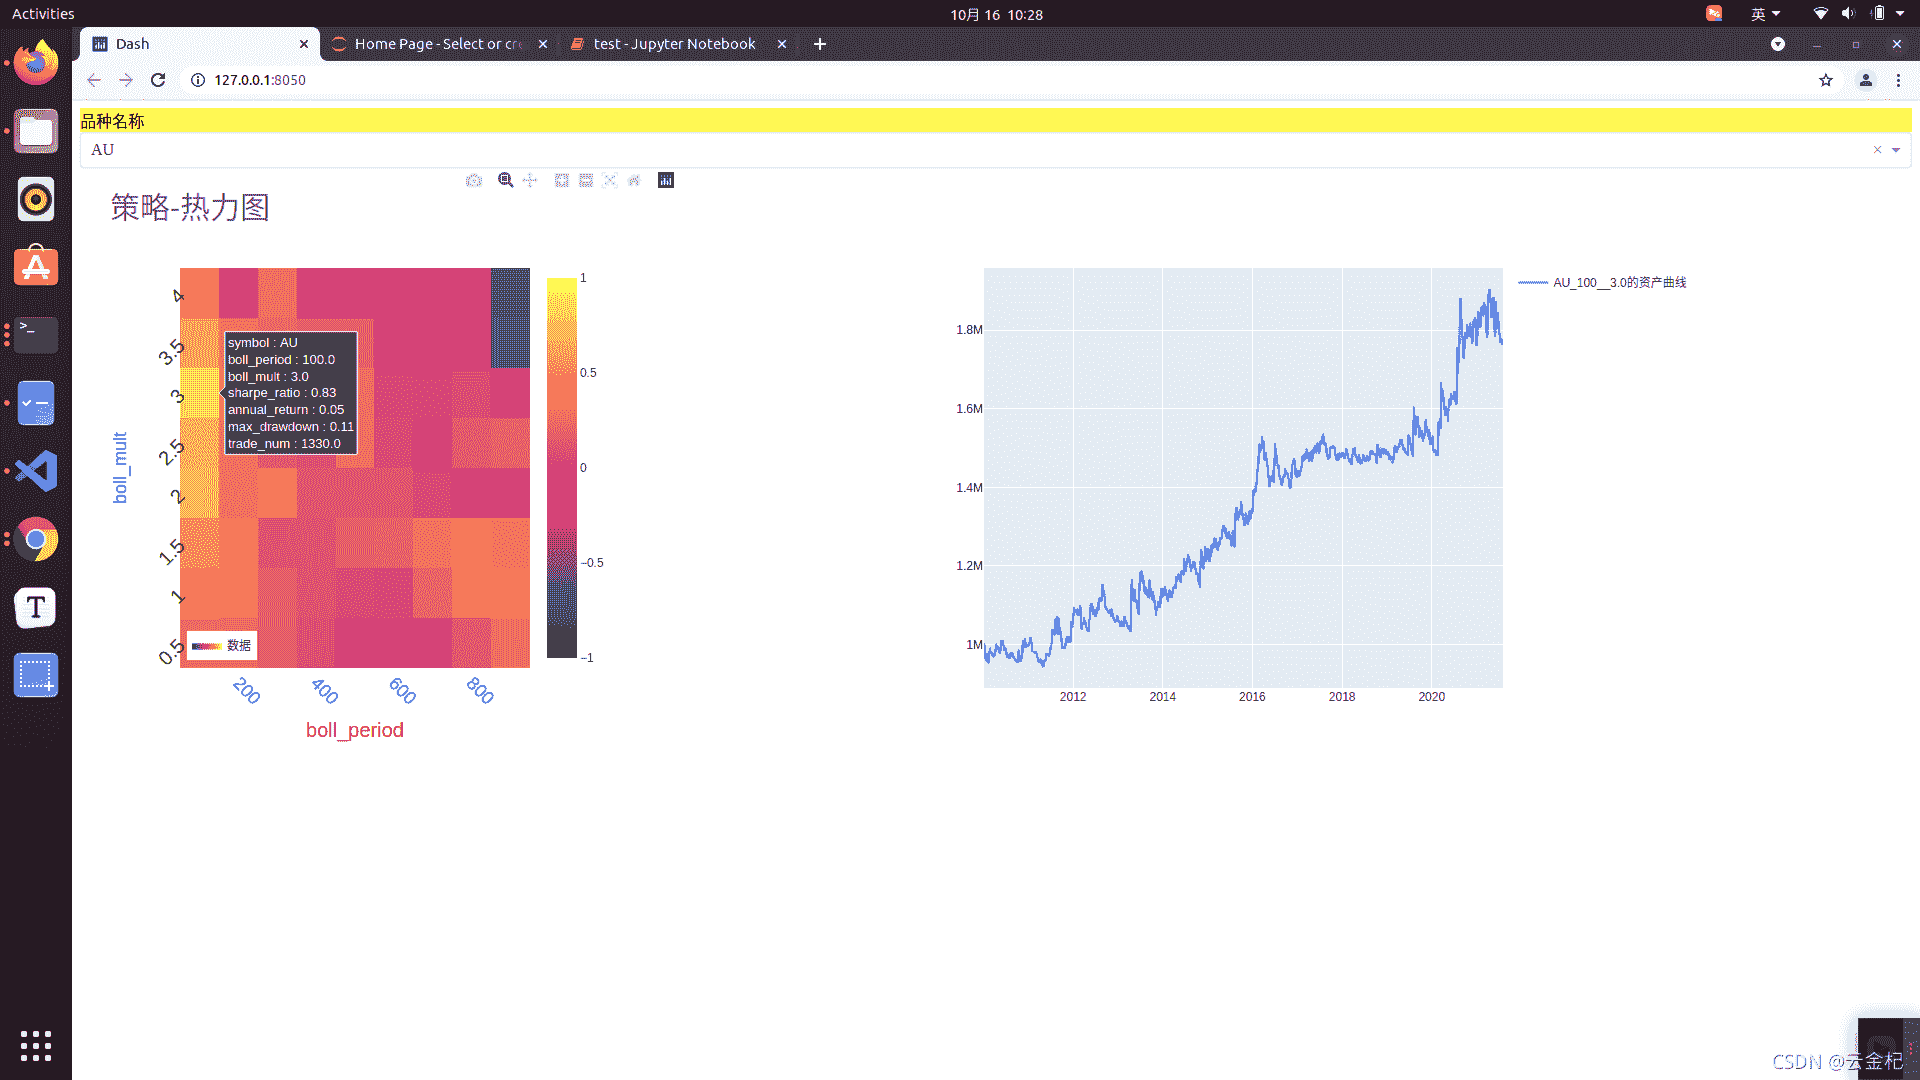 Activities
10月 16 10:28
英
Dash
Home Page - Select or cre
test - Jupyter Notebook
127.0.0.1:8050
品种名称
AU
策略-热力图
symbol : AU
boll_period : 100.0
boll_mult : 3.0
sharpe_ratio : 0.83
annual_return : 0.05
max_drawdown : 0.11
trade_num : 1330.0
boll_mult
4
3.5
3
2.5
2
1.5
1
0.5
数据
200
400
600
800
boll_period
1
0.5
0
−0.5
−1
1.8M
1.6M
1.4M
1.2M
1M
2012
2014
2016
2018
2020
AU_100__3.0的资产曲线
CSDN @云金杞